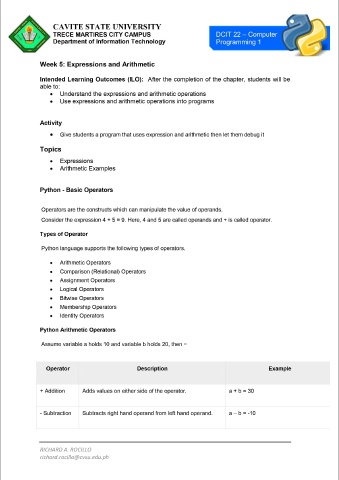 CAVITE STATE UNIVERSITY
TRECE MARTIRES CITY CAMPUS
Department of Information Technology
DCIT 22 – Computer
Programming 1
Week 5: Expressions and Arithmetic
Intended Learning Outcomes (ILO): After the completion of the chapter, students will be
able to:
• Understand the expressions and arithmetic operations
• Use expressions and arithmetic operations into programs
Activity
• Give students a program that uses expression and arithmetic then let them debug it
Topics
• Expressions
• Arithmetic Examples
Python - Basic Operators
Operators are the constructs which can manipulate the value of operands.
Consider the expression 4 + 5 = 9. Here, 4 and 5 are called operands and + is called operator.
Types of Operator
Python language supports the following types of operators.
• Arithmetic Operators
• Comparison (Relational) Operators
• Assignment Operators
• Logical Operators
• Bitwise Operators
• Membership Operators
• Identity Operators
Python Arithmetic Operators
Assume variable a holds 10 and variable b holds 20, then −
Operator Description Example
+ Addition Adds values on either side of the operator. a + b = 30
- Subtraction Subtracts right hand operand from left hand operand. a – b = -10
RICHARD A. ROCILLO
richard.rocillo@cvsu.edu.ph